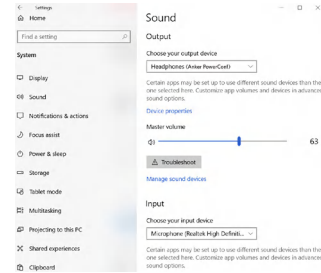 Settings
Home
Find a setting
System
Display
Sound
Notifications & actions
Focus assist
Power & sleep
Storage
Tablet mode
Multitasking
Projecting to this PC
Shared experiences
Clipboard
Sound
Output
Choose your output device
Headphones (Anker PowerConf)
Certain apps may be set up to use different sound devices than the
one selected here. Customize app volumes and devices in advanced
sound options.
Device properties
Master volume
63
Troubleshoot
Manage sound devices
Input
Choose your input device
Microphone (Realtek High Definiti...
Certain apps may be set up to use different sound devices than the
one selected here. Customize app volumes and devices in advanced
sound options.